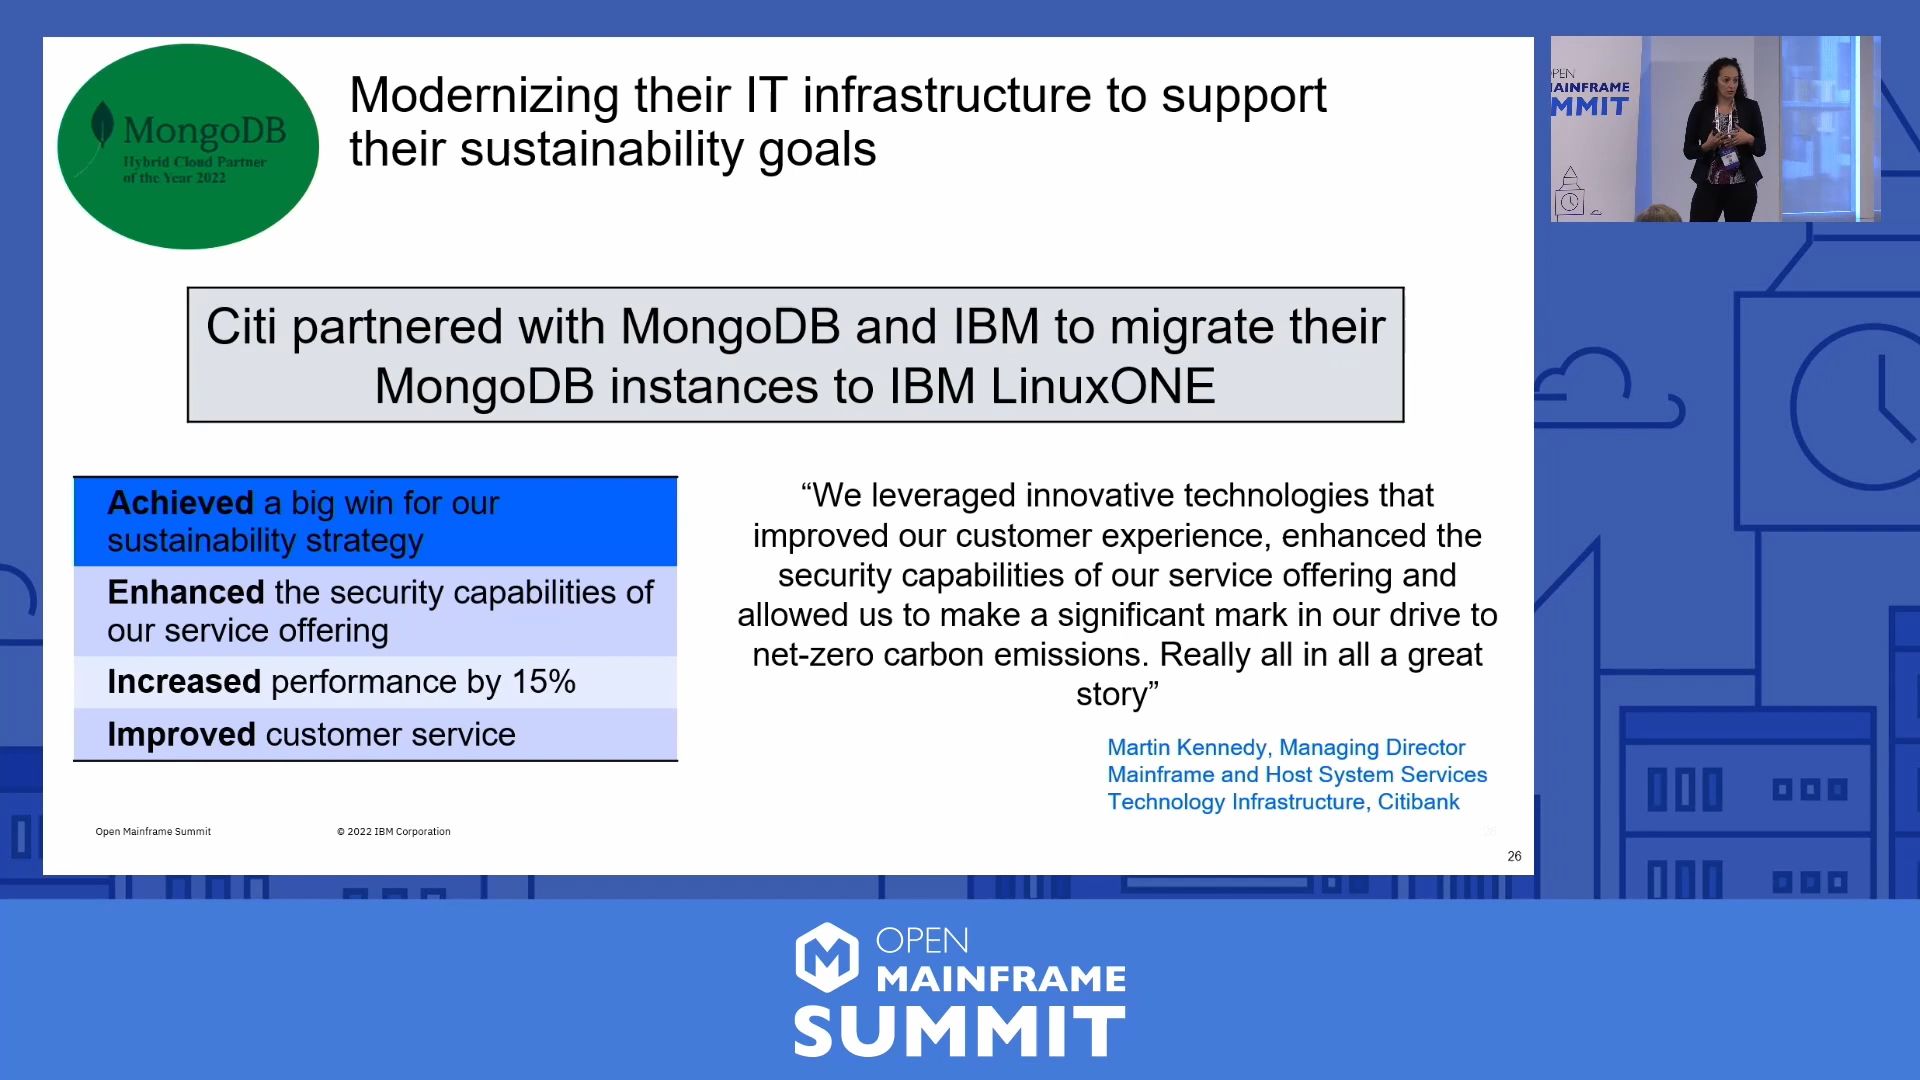 MongoDB
Hybrid Cloud Partner
of the Year 2022
Modernizing their IT infrastructure to support
their sustainability goals
Citi partnered with MongoDB and IBM to migrate their
MongoDB instances to IBM LinuxONE
Achieved a big win for our
sustainability strategy
Enhanced the security capabilities of
our service offering
Increased performance by 15%
Improved customer service
“We leveraged innovative technologies that
improved our customer experience, enhanced the
security capabilities of our service offering and
allowed us to make a significant mark in our drive to
net-zero carbon emissions. Really all in all a great
story”
Martin Kennedy, Managing Director
Mainframe and Host System Services
Technology Infrastructure, Citibank
Open Mainframe Summit
© 2022 IBM Corporation
26
PEN
AINFRAME
MMIT
OPEN
MAINFRAME
SUMMIT